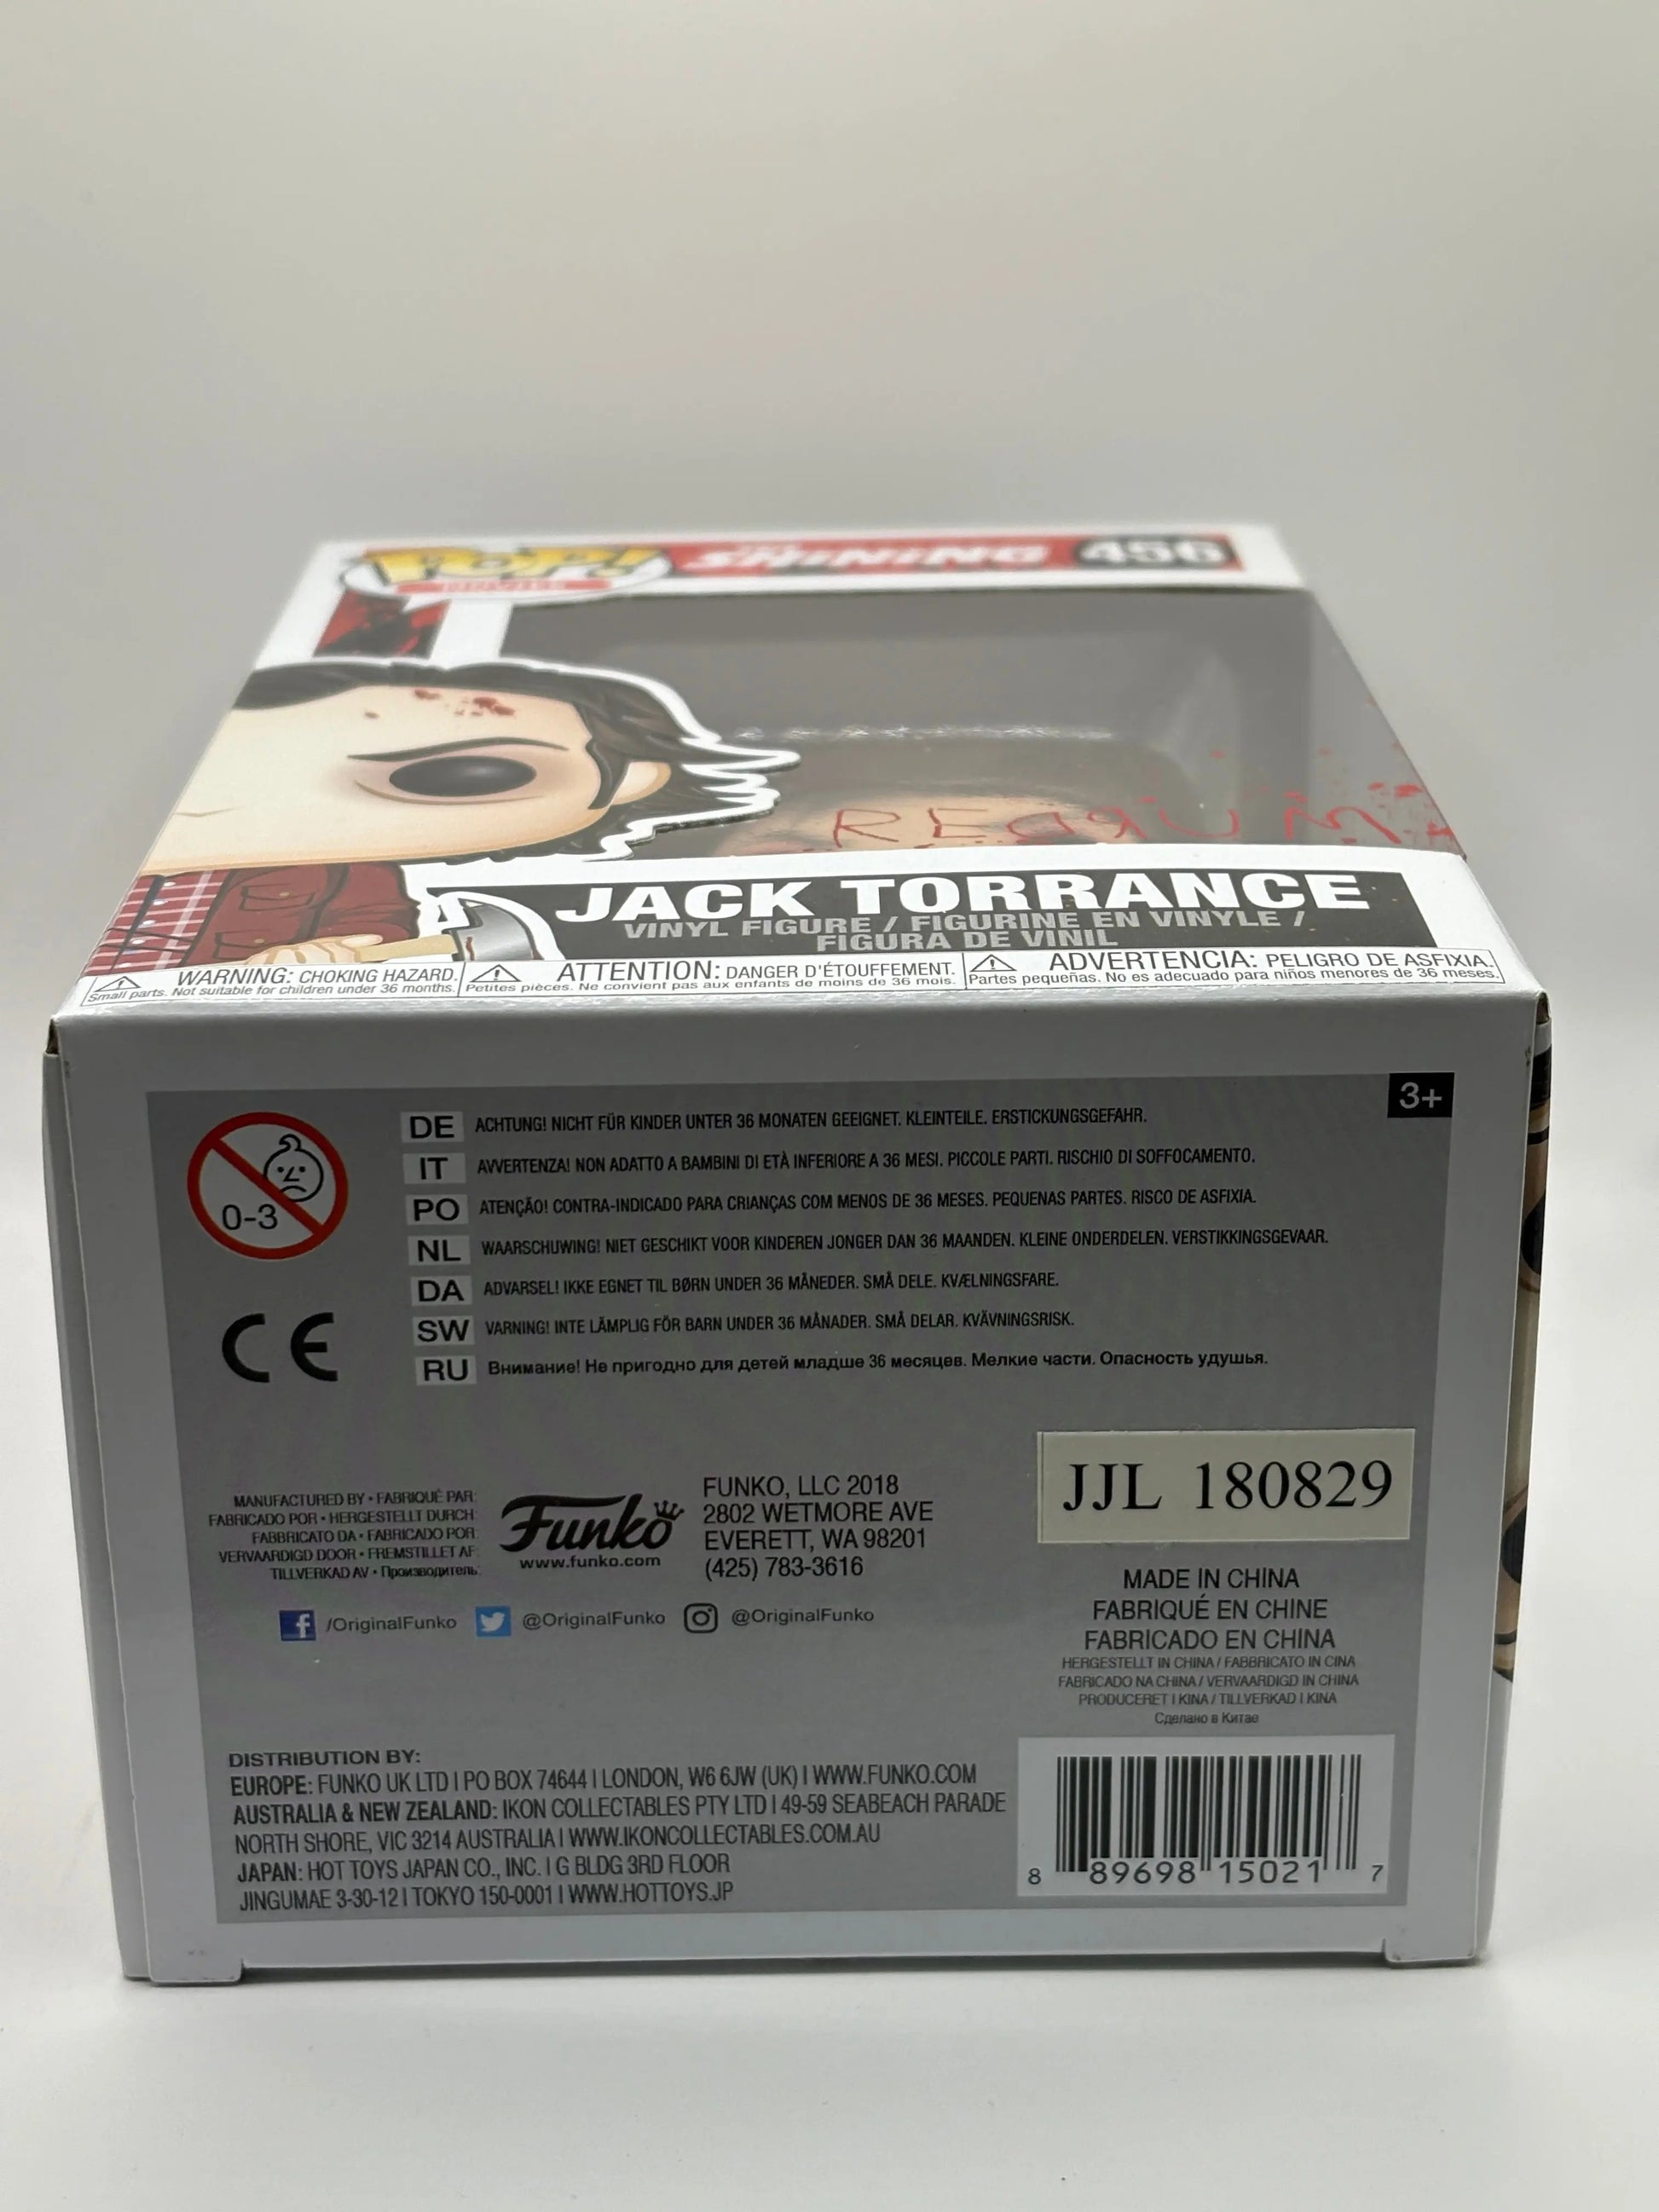 POP!
MOVIES
THE
SHINING
456
REDRUM
JACK TORRANCE
VINYL FIGURE / FIGURINE EN VINYLE /
FIGURA DE VINIL
WARNING: CHOKING HAZARD.
Small parts. Not suitable for children under 36 months.
ATTENTION: DANGER D'ÉTOUFFEMENT.
Petites pièces. Ne convient pas aux enfants de moins de 36 mois.
ADVERTENCIA: PELIGRO DE ASFIXIA.
Partes pequeñas. No es adecuado para niños menores de 36 meses.
3+
0-3
DE ACHTUNG! NICHT FÜR KINDER UNTER 36 MONATEN GEEIGNET. KLEINTEILE. ERSTICKUNGSGEFAHR.
IT AVVERTENZA! NON ADATTO A BAMBINI DI ETÀ INFERIORE A 36 MESI. PICCOLE PARTI. RISCHIO DI SOFFOCAMENTO.
PO ATENÇÃO! CONTRA-INDICADO PARA CRIANÇAS COM MENOS DE 36 MESES. PEQUENAS PARTES. RISCO DE ASFIXIA.
NL WAARSCHUWING! NIET GESCHIKT VOOR KINDEREN JONGER DAN 36 MAANDEN. KLEINE ONDERDELEN. VERSTIKKINGSGEVAAR.
DA ADVARSEL! IKKE EGNET TIL BØRN UNDER 36 MÅNEDER. SMÅ DELE. KVÆLNINGSFARE.
SW VARNING! INTE LÄMPLIG FÖR BARN UNDER 36 MÅNADER. SMÅ DELAR. KVÄVNINGSRISK.
RU Внимание! Не пригодно для детей младше 36 месяцев. Мелкие части. Опасность удушья.
CE
MANUFACTURED BY • FABRIQUÉ PAR:
FABRICADO POR • HERGESTELLT DURCH:
FABBRICATO DA • FABRICADO POR:
VERVAARDIGD DOOR • FREMSTILLET AF:
TILLVERKAD AV • Производитель:
Funko
www.funko.com
FUNKO, LLC 2018
2802 WETMORE AVE
EVERETT, WA 98201
(425) 783-3616
/OriginalFunko @OriginalFunko @OriginalFunko
JJL 180829
MADE IN CHINA
FABRIQUÉ EN CHINE
FABRICADO EN CHINA
HERGESTELLT IN CHINA / FABBRICATO IN CINA
FABRICADO NA CHINA / VERVAARDIGD IN CHINA
PRODUCERET I KINA / TILLVERKAD I KINA
Сделано в Китае
DISTRIBUTION BY:
EUROPE: FUNKO UK LTD | PO BOX 74644 | LONDON, W6 6JW (UK) | WWW.FUNKO.COM
AUSTRALIA & NEW ZEALAND: IKON COLLECTABLES PTY LTD | 49-59 SEABEACH PARADE
NORTH SHORE, VIC 3214 AUSTRALIA | WWW.IKONCOLLECTABLES.COM.AU
JAPAN: HOT TOYS JAPAN CO., INC. | G BLDG 3RD FLOOR
JINGUMAE 3-30-12 | TOKYO 150-0001 | WWW.HOTTOYS.JP
8 89698 15021 7